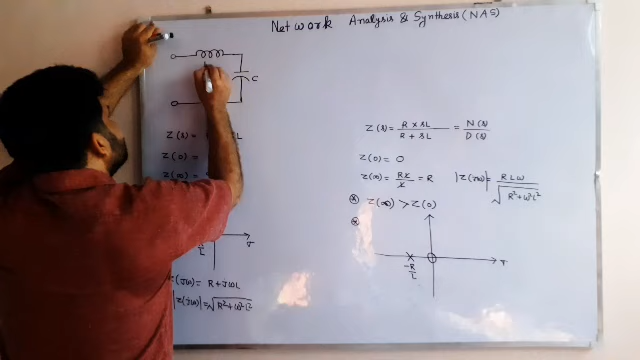 Network Analysis & Synthesis (NAS)
L
C
Z(s) =
Z(0) =
Z(∞) =
R/L
σ
Z(jω) = R + jωL
|Z(jω)| = √R²+ω²L²
Z(s) = R × sL / R + sL = N(s) / D(s)
Z(0) = 0
Z(∞) = Rx / x = R
|Z(jω)| = RLω / √R²+ω²L²
⊛ Z(∞) > Z(0)
⊛
-R/L
σ